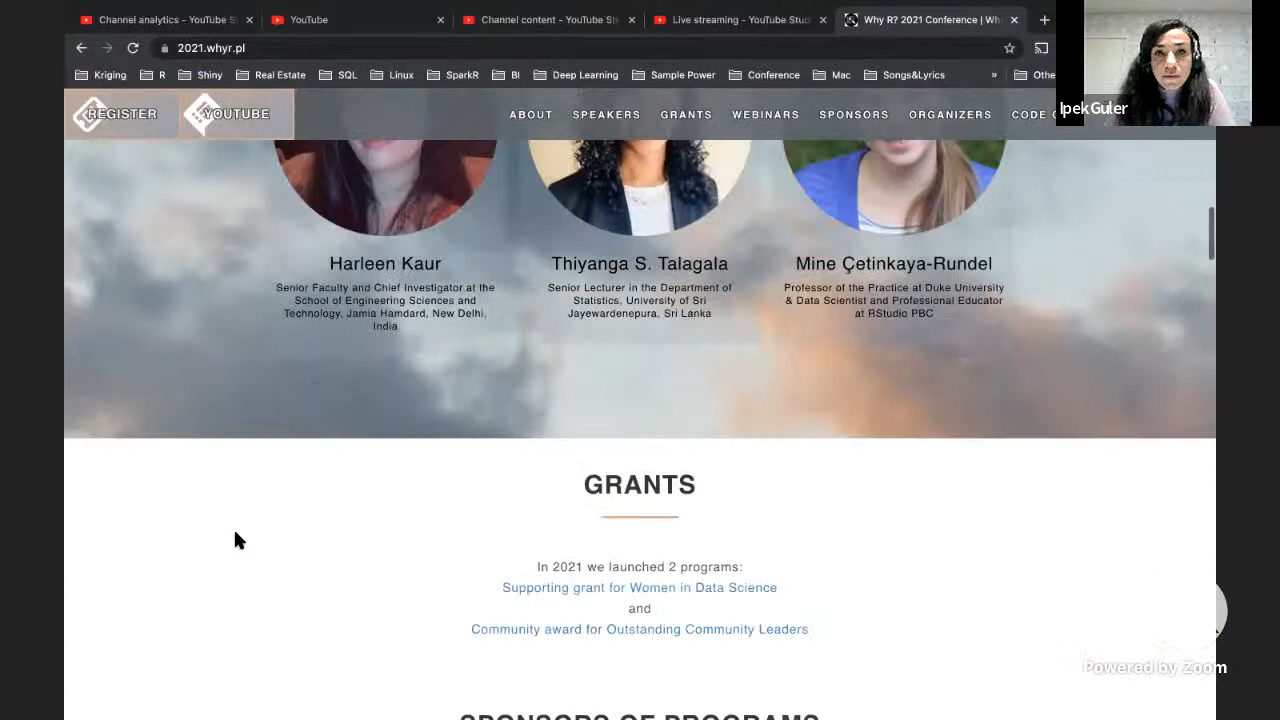 Channel analytics - YouTube S
YouTube
Channel content - YouTube Stu
Live streaming - YouTube Stud
Why R? 2021 Conference | Wh
2021.whyr.pl
Kriging
R
Shiny
Real Estate
SQL
Linux
SparkR
BI
Deep Learning
Sample Power
Conference
Mac
Songs&Lyrics
»
Othe
IpekGuler
REGISTER
YOUTUBE
ABOUT
SPEAKERS
GRANTS
WEBINARS
SPONSORS
ORGANIZERS
CODE
Harleen Kaur
Senior Faculty and Chief Investigator at the
School of Engineering Sciences and
Technology, Jamia Hamdard, New Delhi,
India
Thiyanga S. Talagala
Senior Lecturer in the Department of
Statistics, University of Sri
Jayewardenepura, Sri Lanka
Mine Çetinkaya-Rundel
Professor of the Practice at Duke University
& Data Scientist and Professional Educator
at RStudio PBC
GRANTS
In 2021 we launched 2 programs:
Supporting grant for Women in Data Science
and
Community award for Outstanding Community Leaders
Powered by Zoom
SPONSORS OF PROGRAMS